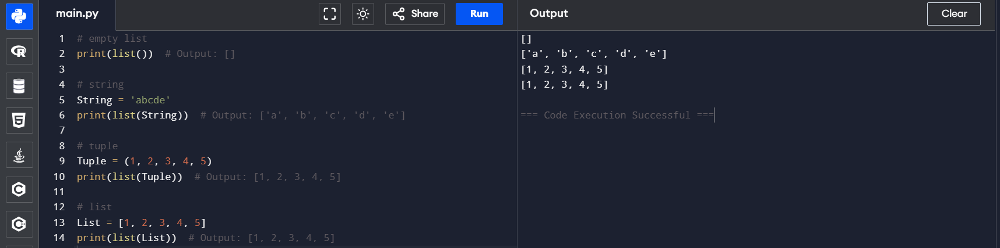 main.py
Share
Run
Output
Clear
1 # empty list
2 print(list())  # Output: []
3
4 # string
5 String = 'abcde'
6 print(list(String))  # Output: ['a', 'b', 'c', 'd', 'e']
7
8 # tuple
9 Tuple = (1, 2, 3, 4, 5)
10 print(list(Tuple))  # Output: [1, 2, 3, 4, 5]
11
12 # list
13 List = [1, 2, 3, 4, 5]
14 print(list(List))  # Output: [1, 2, 3, 4, 5]
[]
['a', 'b', 'c', 'd', 'e']
[1, 2, 3, 4, 5]
[1, 2, 3, 4, 5]
=== Code Execution Successful ===
R
5
C
C